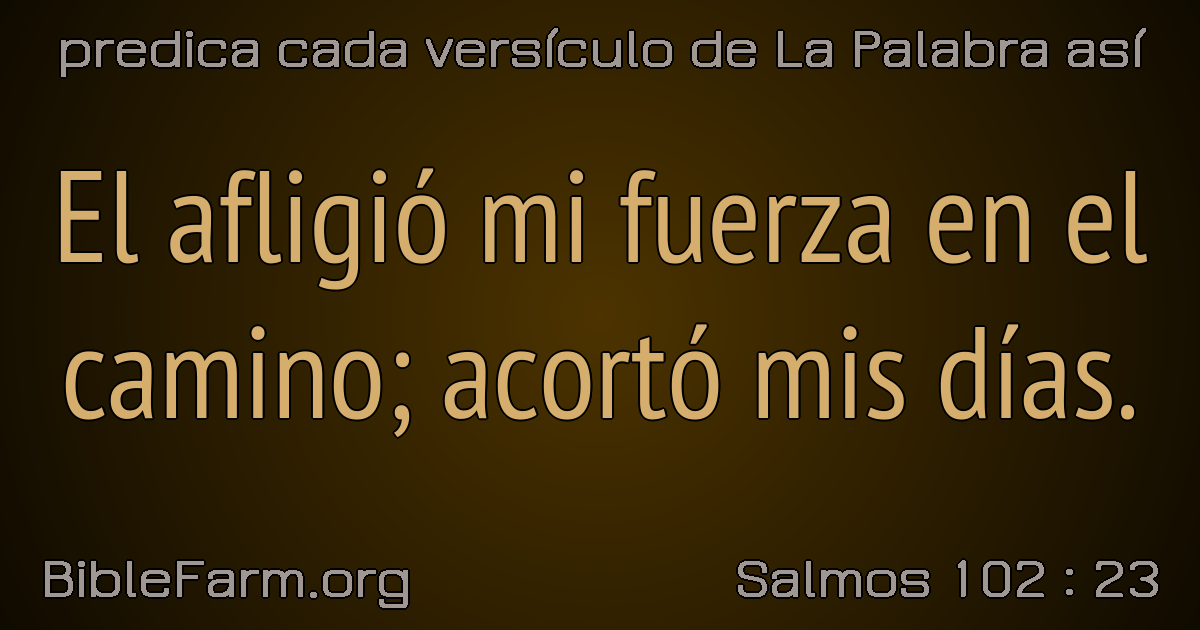 predica cada versículo de La Palabra así
El afligió mi fuerza en el
camino; acortó mis días.
BibleFarm.org
Salmos 102 : 23